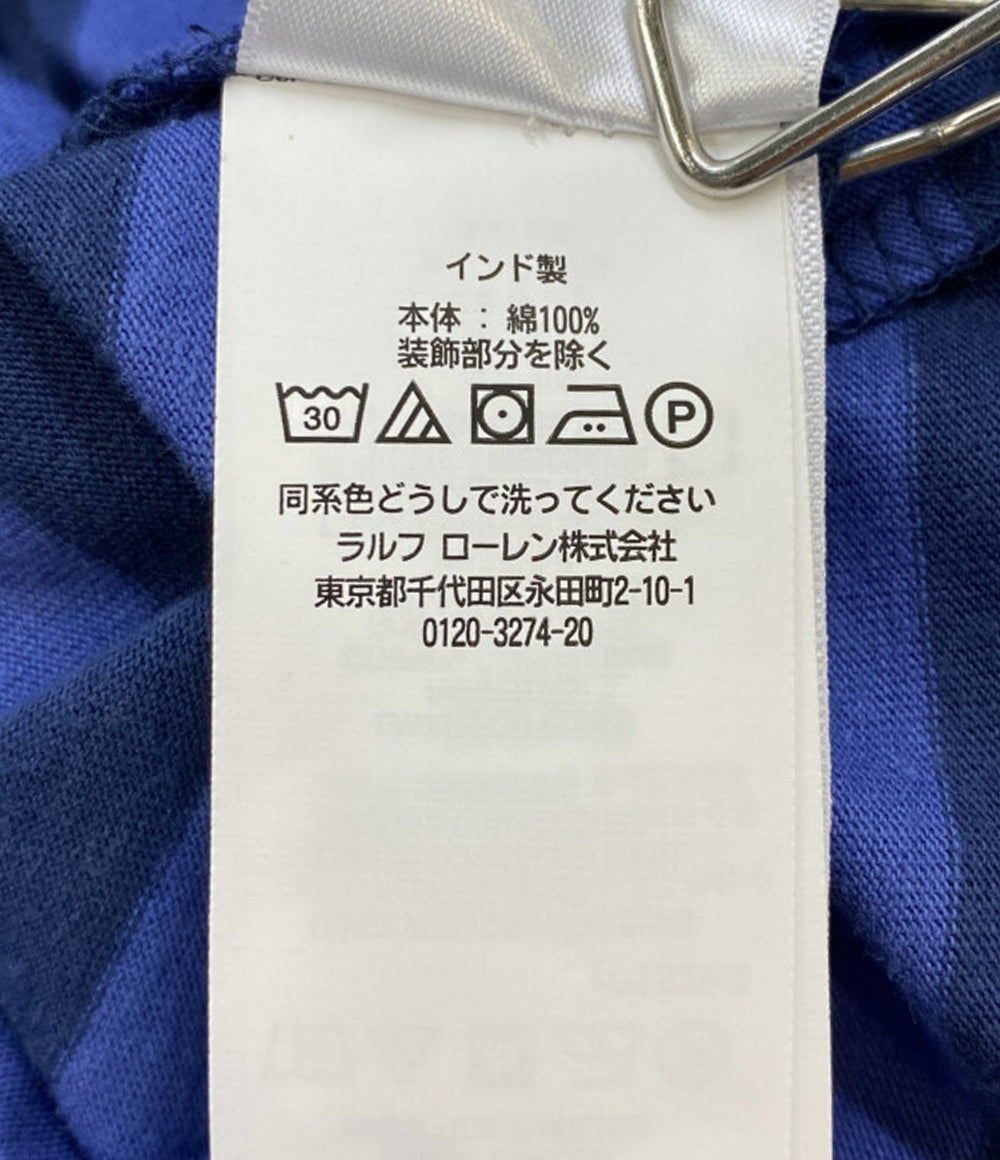 インド製
本体 : 綿100%
装飾部分を除く
30 P
同系色どうしで洗ってください
ラルフ ローレン株式会社
東京都千代田区永田町2-10-1
0120-3274-20